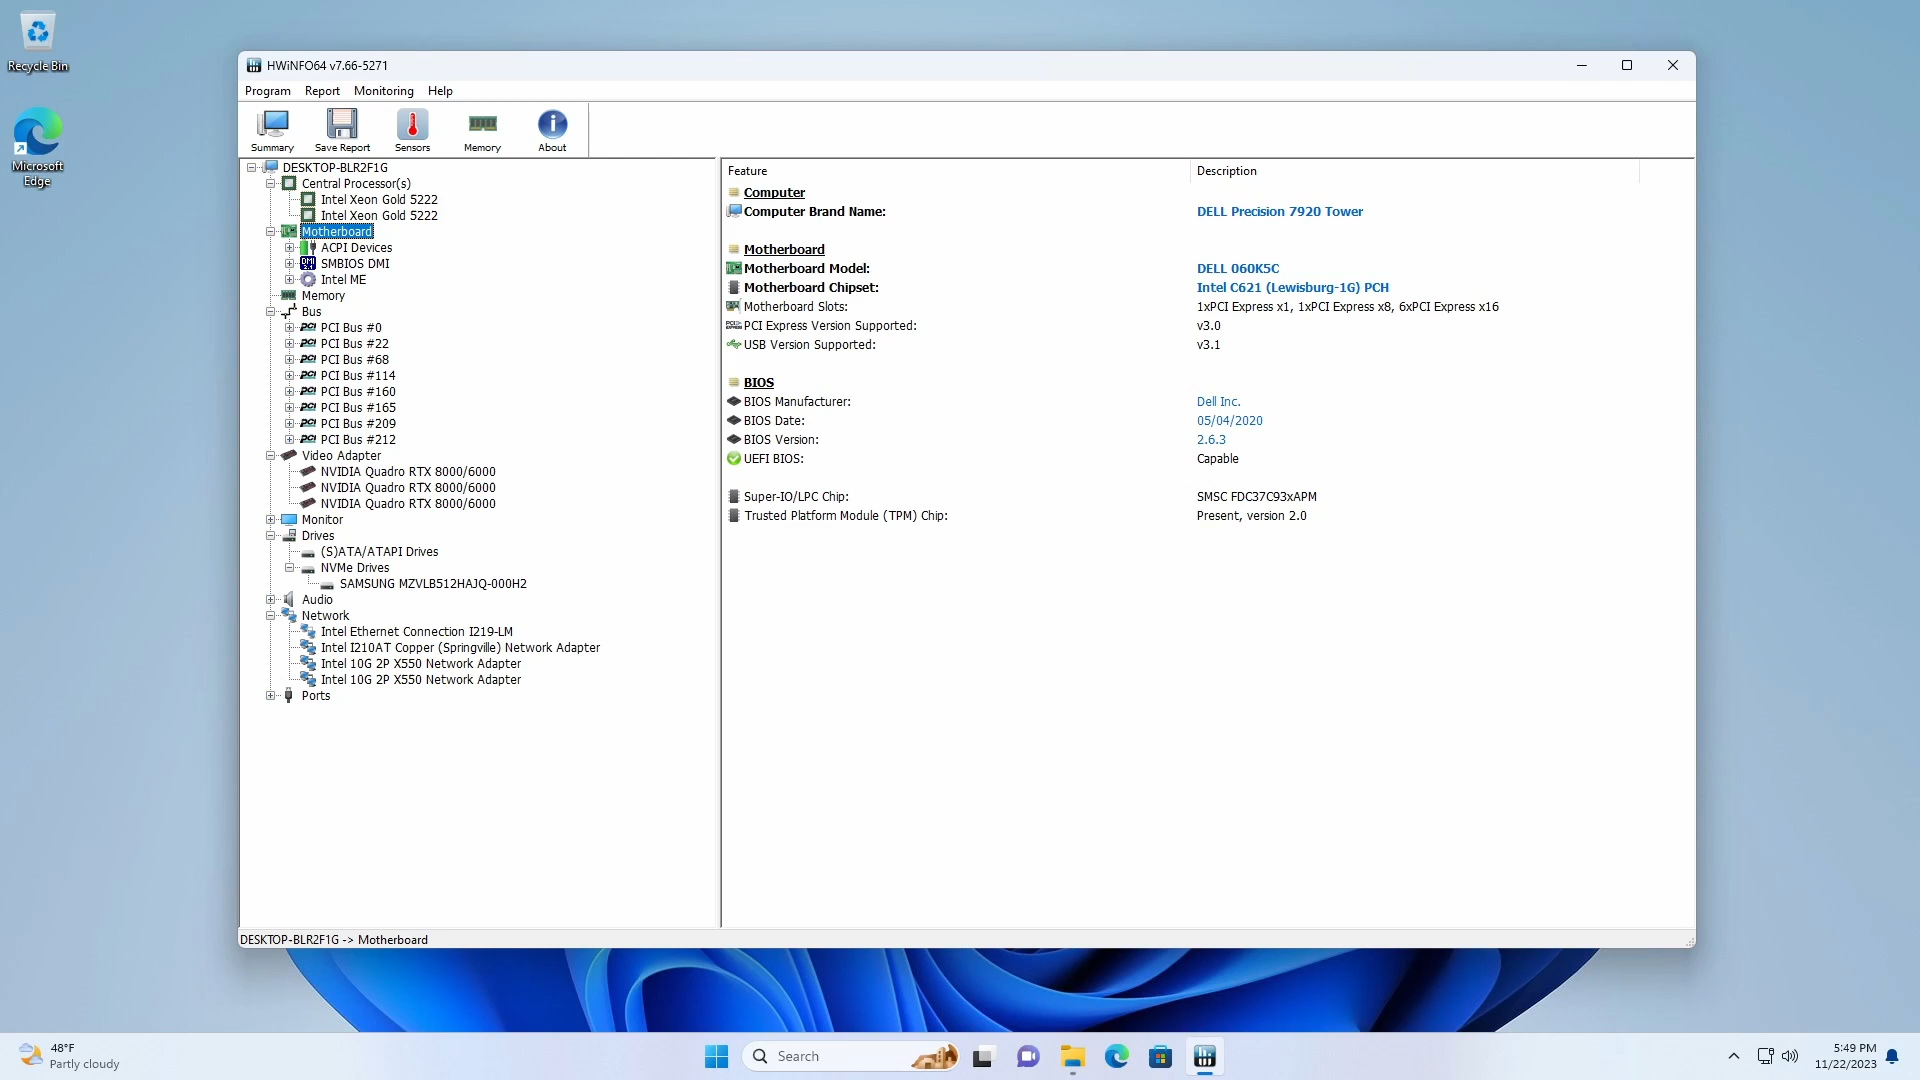 Recycle Bin
Microsoft
Edge
HWiNFO64 v7.66-5271
Program Report Monitoring Help
Summary Save Report Sensors Memory About
DESKTOP-BLR2F1G
Central Processor(s)
Intel Xeon Gold 5222
Intel Xeon Gold 5222
Motherboard
ACPI Devices
SMBIOS DMI
Intel ME
Memory
Bus
PCI Bus #0
PCI Bus #22
PCI Bus #68
PCI Bus #114
PCI Bus #160
PCI Bus #165
PCI Bus #209
PCI Bus #212
Video Adapter
NVIDIA Quadro RTX 8000/6000
NVIDIA Quadro RTX 8000/6000
NVIDIA Quadro RTX 8000/6000
Monitor
Drives
(S)ATA/ATAPI Drives
NVMe Drives
SAMSUNG MZVLB512HAJQ-000H2
Audio
Network
Intel Ethernet Connection I219-LM
Intel I210AT Copper (Springville) Network Adapter
Intel 10G 2P X550 Network Adapter
Intel 10G 2P X550 Network Adapter
Ports
Feature Description
Computer
Computer Brand Name: DELL Precision 7920 Tower
Motherboard
Motherboard Model: DELL 060K5C
Motherboard Chipset: Intel C621 (Lewisburg-1G) PCH
Motherboard Slots: 1xPCI Express x1, 1xPCI Express x8, 6xPCI Express x16
PCI Express Version Supported: v3.0
USB Version Supported: v3.1
BIOS
BIOS Manufacturer: Dell Inc.
BIOS Date: 05/04/2020
BIOS Version: 2.6.3
UEFI BIOS: Capable
Super-IO/LPC Chip: SMSC FDC37C93xAPM
Trusted Platform Module (TPM) Chip: Present, version 2.0
DESKTOP-BLR2F1G -> Motherboard
48°F
Partly cloudy
Search
5:49 PM
11/22/2023